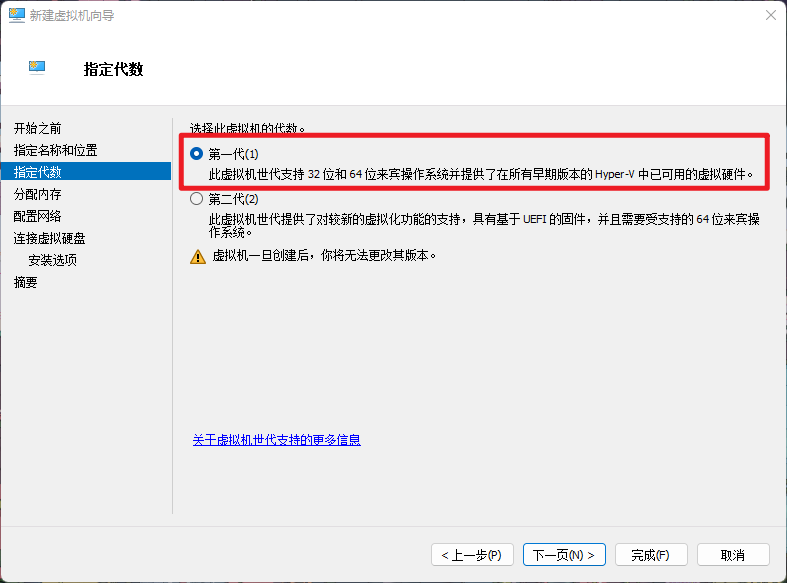 新建虚拟机向导
指定代数
开始之前
指定名称和位置
指定代数
分配内存
配置网络
连接虚拟硬盘
安装选项
摘要
选择此虚拟机的代数。
第一代(1)
此虚拟机世代支持 32 位和 64 位来宾操作系统并提供了在所有早期版本的 Hyper-V 中已可用的虚拟硬件。
第二代(2)
此虚拟机世代提供了对较新的虚拟化功能的支持，具有基于 UEFI 的固件，并且需要受支持的 64 位来宾操
作系统。
虚拟机一旦创建后，你将无法更改其版本。
关于虚拟机世代支持的更多信息
< 上一步(P)
下一页(N) >
完成(F)
取消